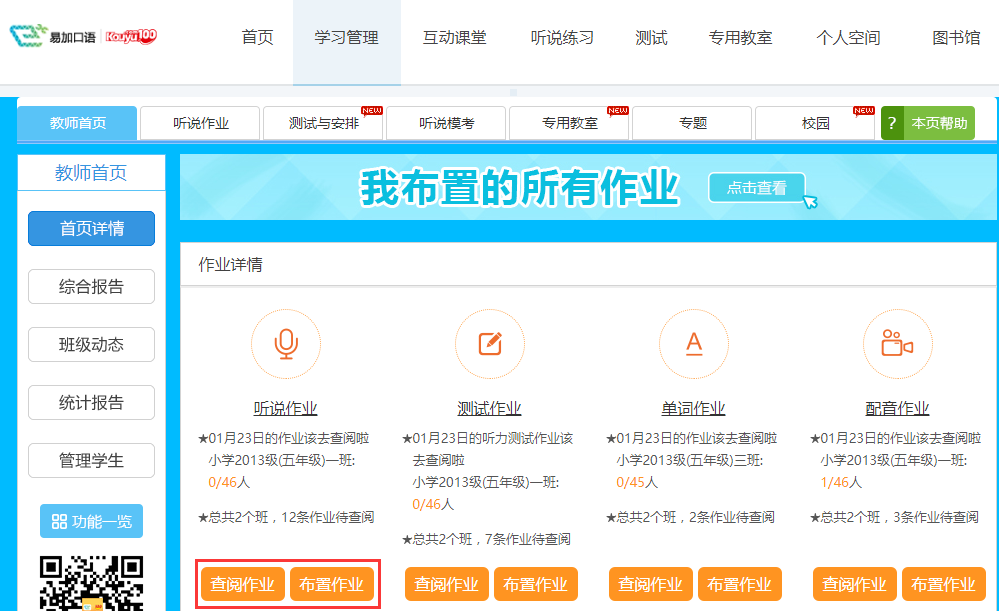 易加口语 Kouyu100
首页 学习管理 互动课堂 听说练习 测试 专用教室 个人空间 图书馆
教师首页 听说作业 测试与安排 NEW 听说模考 专用教室 NEW 专题 校园 NEW ? 本页帮助
教师首页
首页详情
综合报告
班级动态
统计报告
管理学生
功能一览
我布置的所有作业 点击查看
作业详情
听说作业
★01月23日的作业该去查阅啦
小学2013级(五年级)一班:
0/46人
★总共2个班，12条作业待查阅
查阅作业 布置作业
测试作业
★01月23日的听力测试作业该
去查阅啦
小学2013级(五年级)一班:
0/46人
★总共2个班，7条作业待查阅
查阅作业 布置作业
A
单词作业
★01月23日的作业该去查阅啦
小学2013级(五年级)三班:
0/45人
★总共2个班，2条作业待查阅
查阅作业 布置作业
配音作业
★01月23日的作业该去查阅啦
小学2013级(五年级)一班:
1/46人
★总共2个班，3条作业待查阅
查阅作业 布置作业